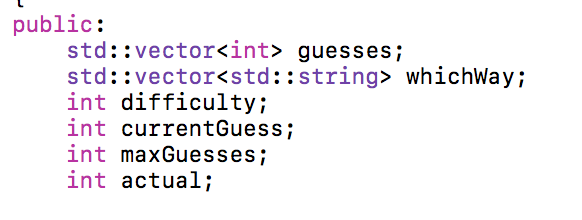 {
public:
    std::vector<int> guesses;
    std::vector<std::string> whichWay;
    int difficulty;
    int currentGuess;
    int maxGuesses;
    int actual;